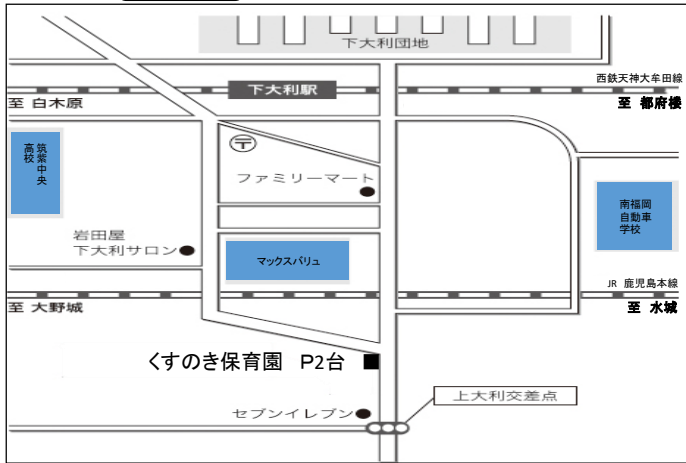 下大利団地
西鉄天神大牟田線
下大利駅
至 白木原
至 都府楼
筑紫中央
高校
〒
ファミリーマート
南福岡
自動車
学校
岩田屋
下大利サロン
マックスバリュ
JR 鹿児島本線
至 大野城
至 水城
くすのき保育園 P2台
上大利交差点
セブンイレブン